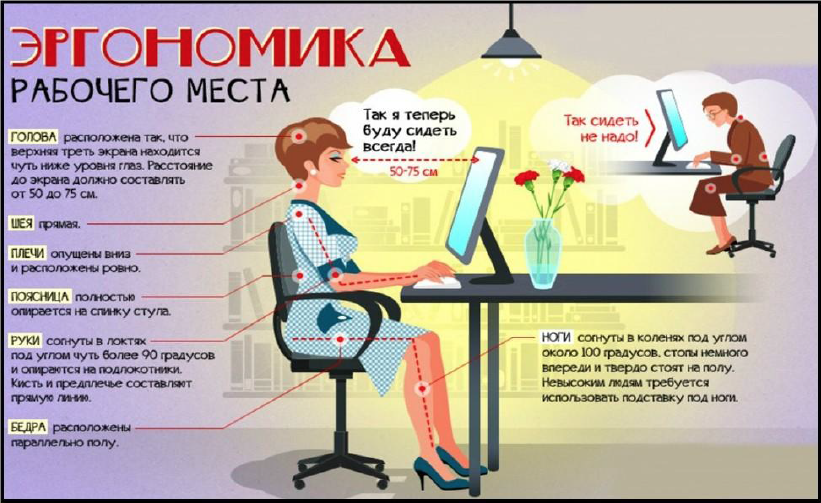 ЭРГОНОМИКА
РАБОЧЕГО МЕСТА
ГОЛОВА расположена так, что
верхняя треть экрана находится
чуть ниже уровня глаз. Расстояние
до экрана должно составлять
от 50 до 75 см.
ШЕЯ прямая.
ПЛЕЧИ опущены вниз
и расположены ровно.
ПОЯСНИЦА полностью
опирается на спинку стула.
РУКИ согнуты в локтях
под углом чуть более 90 градусов
и опираются на подлокотники.
Кисть и предплечье составляют
прямую линию.
БЕДРА расположены
параллельно полу.
Так я теперь
буду сидеть
всегда!
50-75 см
Так сидеть
не надо!
НОГИ согнуты в коленях под углом
около 100 градусов, стопы немного
впереди и твердо стоят на полу.
Невысоким людям требуется
использовать подставку под ноги.